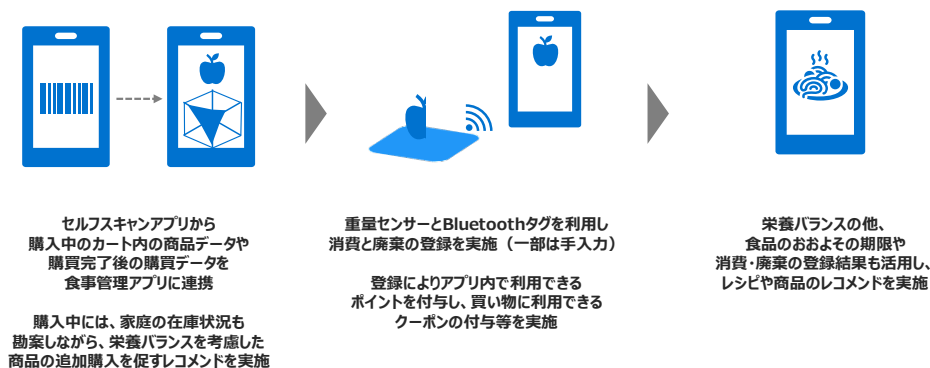 セルフスキャンアプリから
購入中のカート内の商品データや
購買完了後の購買データを
食事管理アプリに連携
購入中には、家庭の在庫状況も
勘案しながら、栄養バランスを考慮した
商品の追加購入を促すレコメンドを実施
重量センサーとBluetoothタグを利用し
消費と廃棄の登録を実施（一部は手入力）
登録によりアプリ内で利用できる
ポイントを付与し、買い物に利用できる
クーポンの付与等を実施
栄養バランスの他、
食品のおおよその期限や
消費・廃棄の登録結果も活用し、
レシピや商品のレコメンドを実施